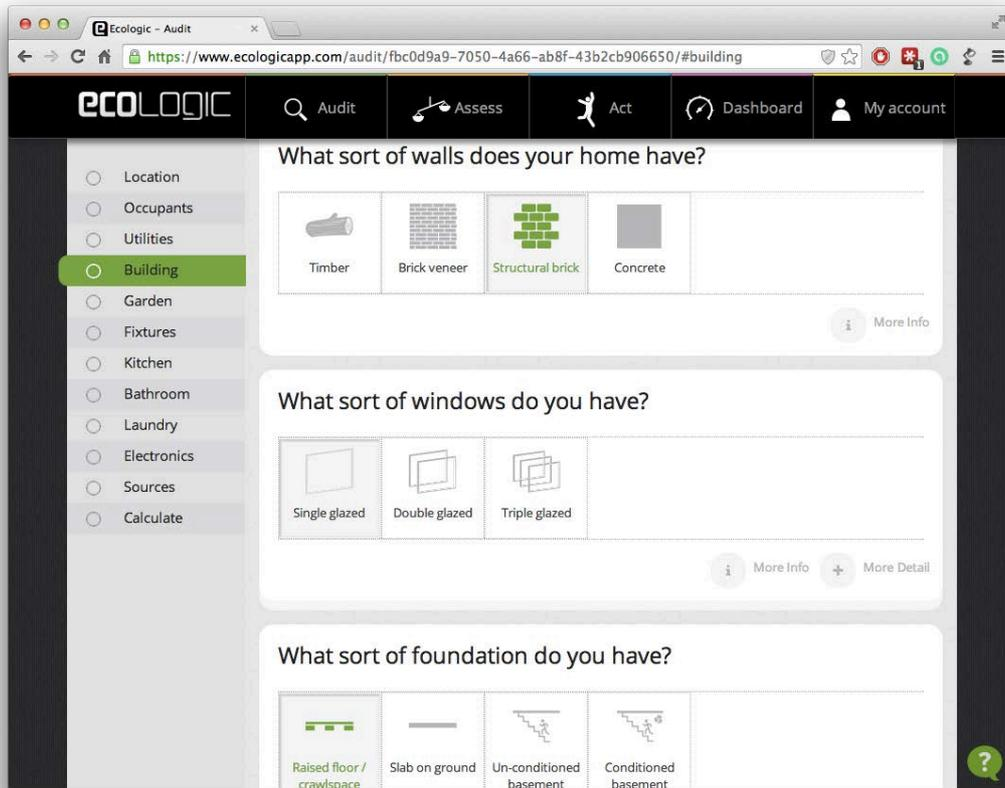 Ecologic – Audit
https://www.ecologicapp.com/audit/fbc0d9a9-7050-4a66-ab8f-43b2cb906650/#building
1
ecoLOGIC
Audit
Assess
Act
Dashboard
My account
Location
Occupants
Utilities
Building
Garden
Fixtures
Kitchen
Bathroom
Laundry
Electronics
Sources
Calculate
What sort of walls does your home have?
Timber
Brick veneer
Structural brick
Concrete
i More Info
What sort of windows do you have?
Single glazed
Double glazed
Triple glazed
i More Info + More Detail
What sort of foundation do you have?
Raised floor /
crawlspace
Slab on ground
Un-conditioned
basement
Conditioned
basement
?